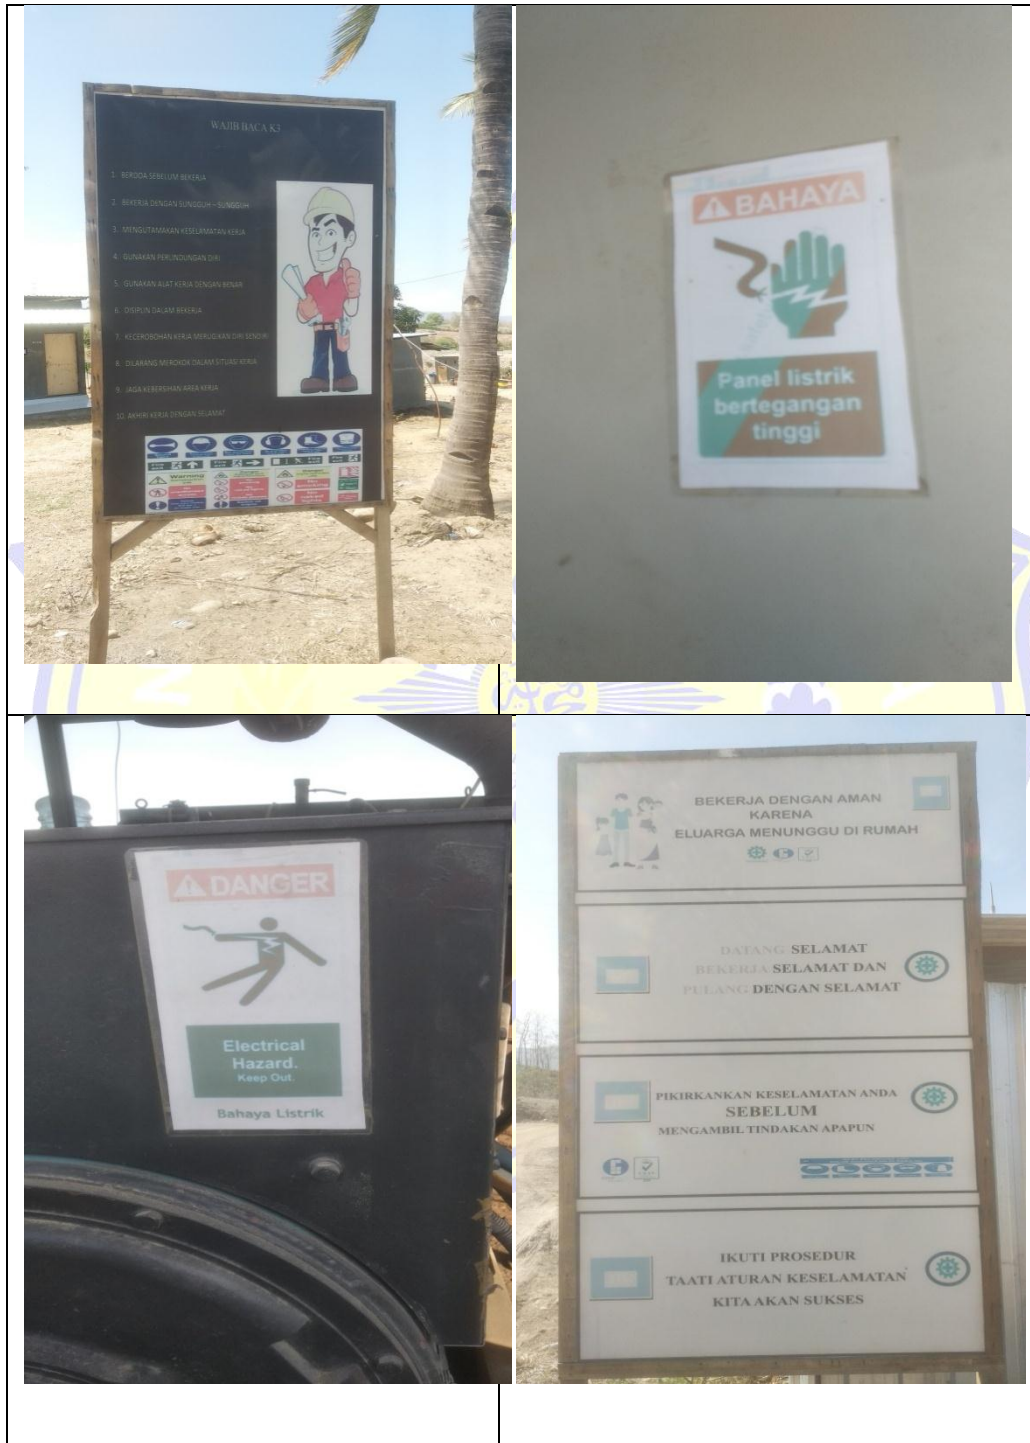 WAJIB BACA K3
1. BERDOA SEBELUM BEKERJA
2. BEKERJA DENGAN SUNGGUH - SUNGGUH
3. MENGUTAMAKAN KESELAMATAN KERJA
4. GUNAKAN PERLINDUNGAN DIRI
5. GUNAKAN ALAT KERJA DENGAN BENAR
6. DISIPLIN DALAM BEKERJA
7. KECEROBOHAN KERJA MERUGIKAN DIRI SENDIRI
8. DILARANG MEROKOK DALAM SITUASI KERJA
9. JAGA KEBERSIHAN AREA KERJA
10. AKHIRI KERJA DENGAN SELAMAT
Warning
BAHAYA
Panel listrik
bertegangan
tinggi
DANGER
Electrical
Hazard.
Keep Out.
Bahaya Listrik
BEKERJA DENGAN AMAN
KARENA
ELUARGA MENUNGGU DI RUMAH
DATANG SELAMAT
BEKERJA SELAMAT DAN
PULANG DENGAN SELAMAT
PIKIRKANKAN KESELAMATAN ANDA
SEBELUM
MENGAMBIL TINDAKAN APAPUN
IKUTI PROSEDUR
TAATI ATURAN KESELAMATAN
KITA AKAN SUKSES